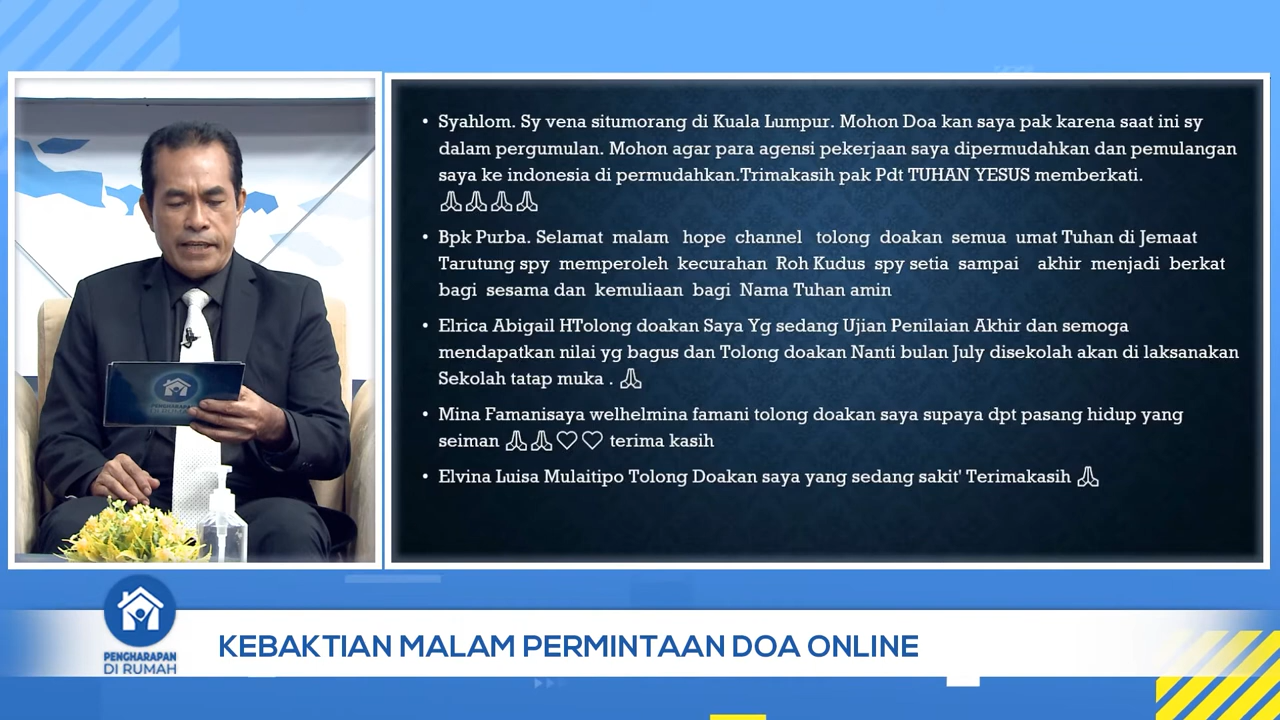 • Syahlom. Sy vena situmorang di Kuala Lumpur. Mohon Doa kan saya pak karena saat ini sy
dalam pergumulan. Mohon agar para agensi pekerjaan saya dipermudahkan dan pemulangan
saya ke indonesia di permudahkan.Trimakasih pak Pdt TUHAN YESUS memberkati.
🙏🙏🙏🙏
• Bpk Purba. Selamat malam hope channel tolong doakan semua umat Tuhan di Jemaat
Tarutung spy memperoleh kecurahan Roh Kudus spy setia sampai akhir menjadi berkat
bagi sesama dan kemuliaan bagi Nama Tuhan amin
• Elrica Abigail HTolong doakan Saya Yg sedang Ujian Penilaian Akhir dan semoga
mendapatkan nilai yg bagus dan Tolong doakan Nanti bulan July disekolah akan di laksanakan
Sekolah tatap muka . 🙏
• Mina Famanisaya welhelmina famani tolong doakan saya supaya dpt pasang hidup yang
seiman 🙏🙏♡♡ terima kasih
• Elvina Luisa Mulaitipo Tolong Doakan saya yang sedang sakit' Terimakasih 🙏
PENGHARAPAN
DI RUMAH
KEBAKTIAN MALAM PERMINTAAN DOA ONLINE